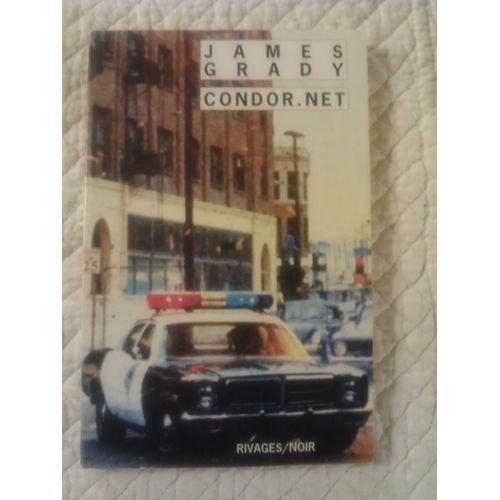 JAMES
GRADY
CONDOR.NET
25
RIVAGES/NOIR